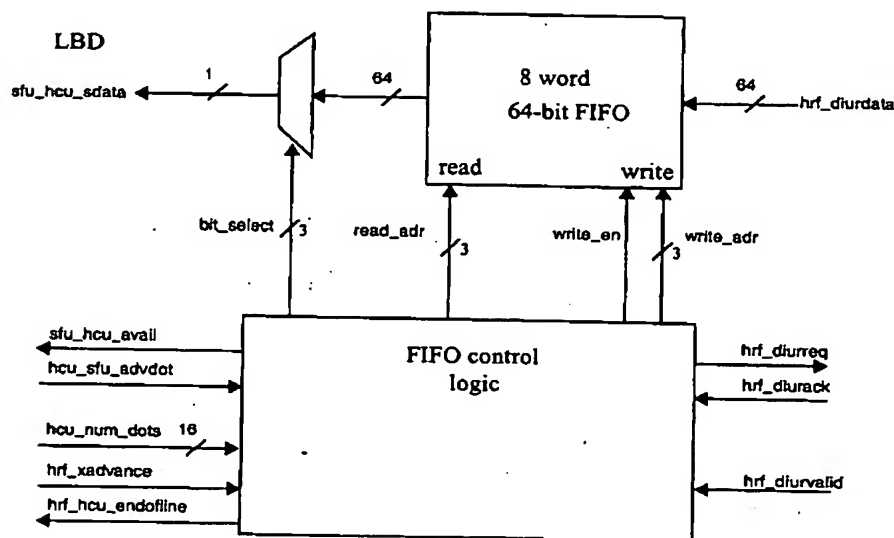 LBD
sfu_hcu_sdata
1
64
8 word
64-bit FIFO
64
hrf_diurdata
read
write
bit_select
3
read_adr
3
write_en
write_adr
3
sfu_hcu_avail
hcu_sfu_advdot
hcu_num_dots
16
hrf_xadvance
hrf_hcu_endofline
FIFO control
logic
hrf_diurreq
hrf_diurack
hrf_diurvalid